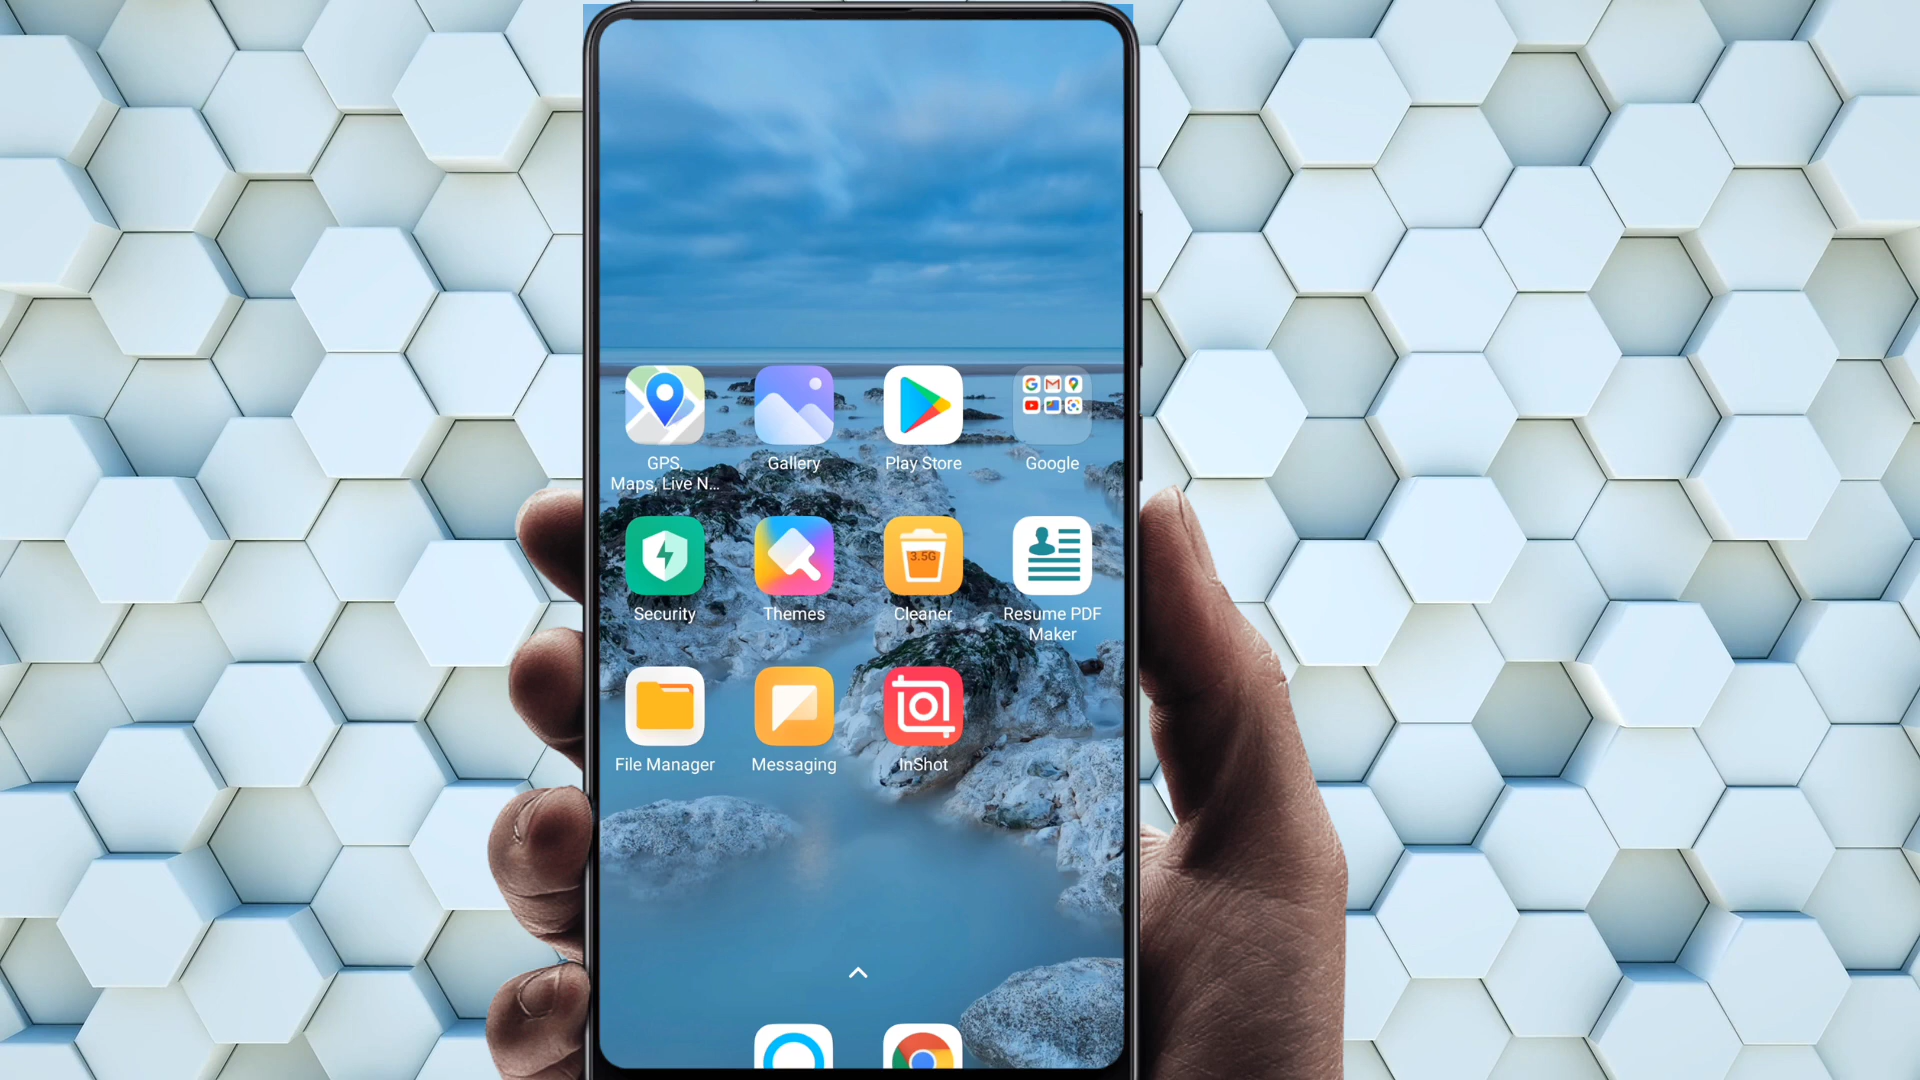 GPS,
Maps, Live N...
Gallery
Play Store
Google
3.5G
Security
Themes
Cleaner
Resume PDF
Maker
File Manager
Messaging
InShot